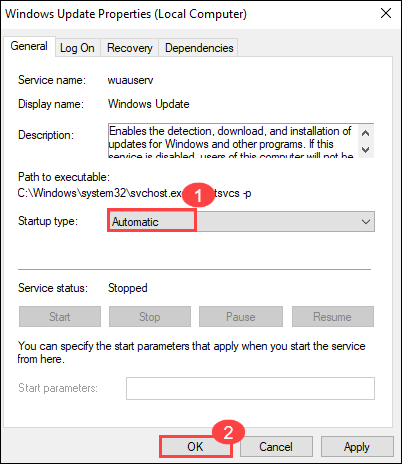 Windows Update Properties (Local Computer)
General Log On Recovery Dependencies
Service name: wuauserv
Display name: Windows Update
Description: Enables the detection, download, and installation of
updates for Windows and other programs. If this
service is disabled, users of this computer will not be
Path to executable:
C:\Windows\system32\svchost.ex tsvcs -p
1
Startup type: Automatic
Service status: Stopped
Start Stop Pause Resume
You can specify the start parameters that apply when you start the service
from here.
Start parameters:
2
OK Cancel Apply